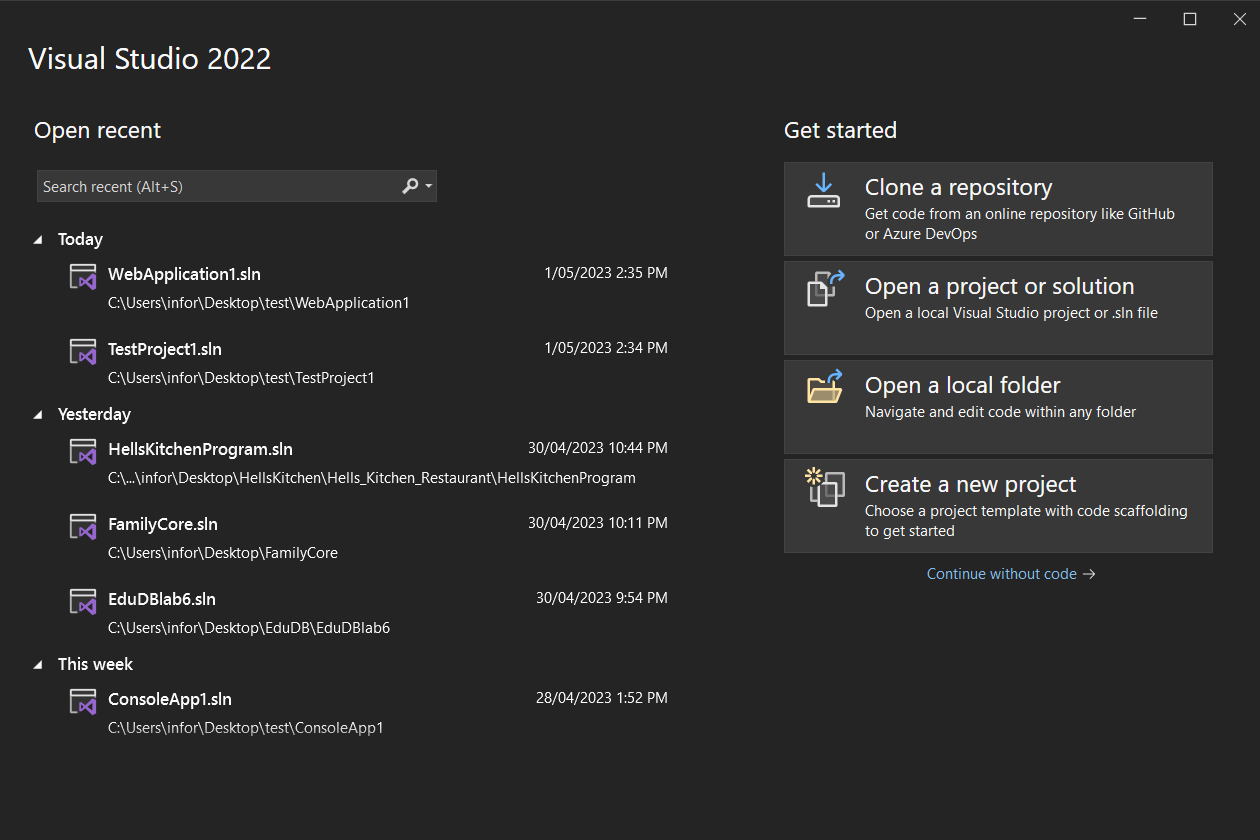 Visual Studio 2022
Open recent
Search recent (Alt+S)
Today
WebApplication1.sln 1/05/2023 2:35 PM
C:\Users\infor\Desktop\test\WebApplication1
TestProject1.sln 1/05/2023 2:34 PM
C:\Users\infor\Desktop\test\TestProject1
Yesterday
HellsKitchenProgram.sln 30/04/2023 10:44 PM
C:\...\infor\Desktop\HellsKitchen\Hells_Kitchen_Restaurant\HellsKitchenProgram
FamilyCore.sln 30/04/2023 10:11 PM
C:\Users\infor\Desktop\FamilyCore
EduDBlab6.sln 30/04/2023 9:54 PM
C:\Users\infor\Desktop\EduDB\EduDBlab6
This week
ConsoleApp1.sln 28/04/2023 1:52 PM
C:\Users\infor\Desktop\test\ConsoleApp1
Get started
Clone a repository
Get code from an online repository like GitHub
or Azure DevOps
Open a project or solution
Open a local Visual Studio project or .sln file
Open a local folder
Navigate and edit code within any folder
Create a new project
Choose a project template with code scaffolding
to get started
Continue without code →